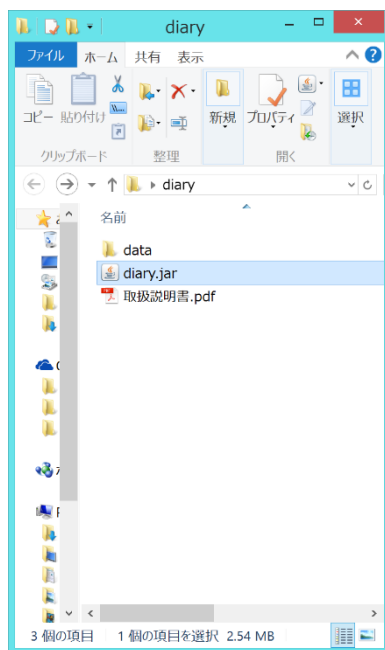 diary
ファイル ホーム 共有 表示
コピー 貼り付け 新規 プロパティ 選択
クリップボード 整理 開く
diary
名前
data
diary.jar
取扱説明書.pdf
3 個の項目 1 個の項目を選択 2.54 MB